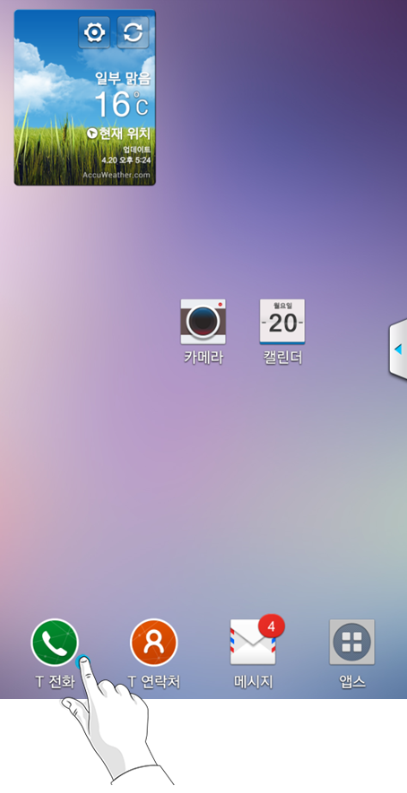 일부 맑음
16°C
현재 위치
업데이트
4.20 오후 5:24
AccuWeather.com
월요일
-20-
카메라
캘린더
4
T 전화
T 연락처
메시지
앱스